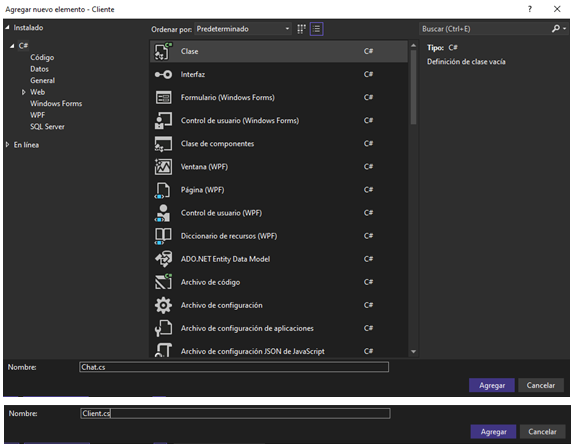 Agregar nuevo elemento - Cliente
Instalado
Ordenar por: Predeterminado
Buscar (Ctrl+E)
C#
Código
Datos
General
Web
Windows Forms
WPF
SQL Server
En línea
Clase C#
Interfaz C#
Formulario (Windows Forms) C#
Control de usuario (Windows Forms) C#
Clase de componentes C#
Ventana (WPF) C#
Página (WPF) C#
Control de usuario (WPF) C#
Diccionario de recursos (WPF) C#
ADO.NET Entity Data Model C#
Archivo de código C#
Archivo de configuración C#
Archivo de configuración de aplicaciones C#
Archivo de configuración JSON de JavaScript C#
Tipo: C#
Definición de clase vacía
Nombre: Chat.cs
Agregar Cancelar
Nombre: Client.cs
Agregar Cancelar